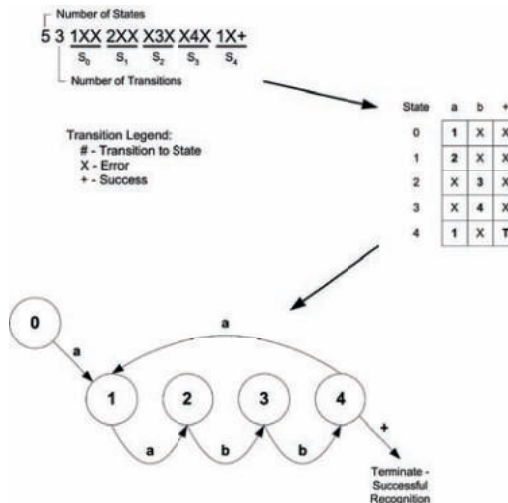 Number of States
5 3 1XX 2XX X3X X4X 1X+
S0 S1 S2 S3 S4
Number of Transitions
Transition Legend:
# - Transition to State
X - Error
+ - Success
State a b +
0 1 X X
1 2 X X
2 X 3 X
3 X 4 X
4 1 X T
0
a
a
1 2 3 4
+
a b b
Terminate -
Successful
Recognition